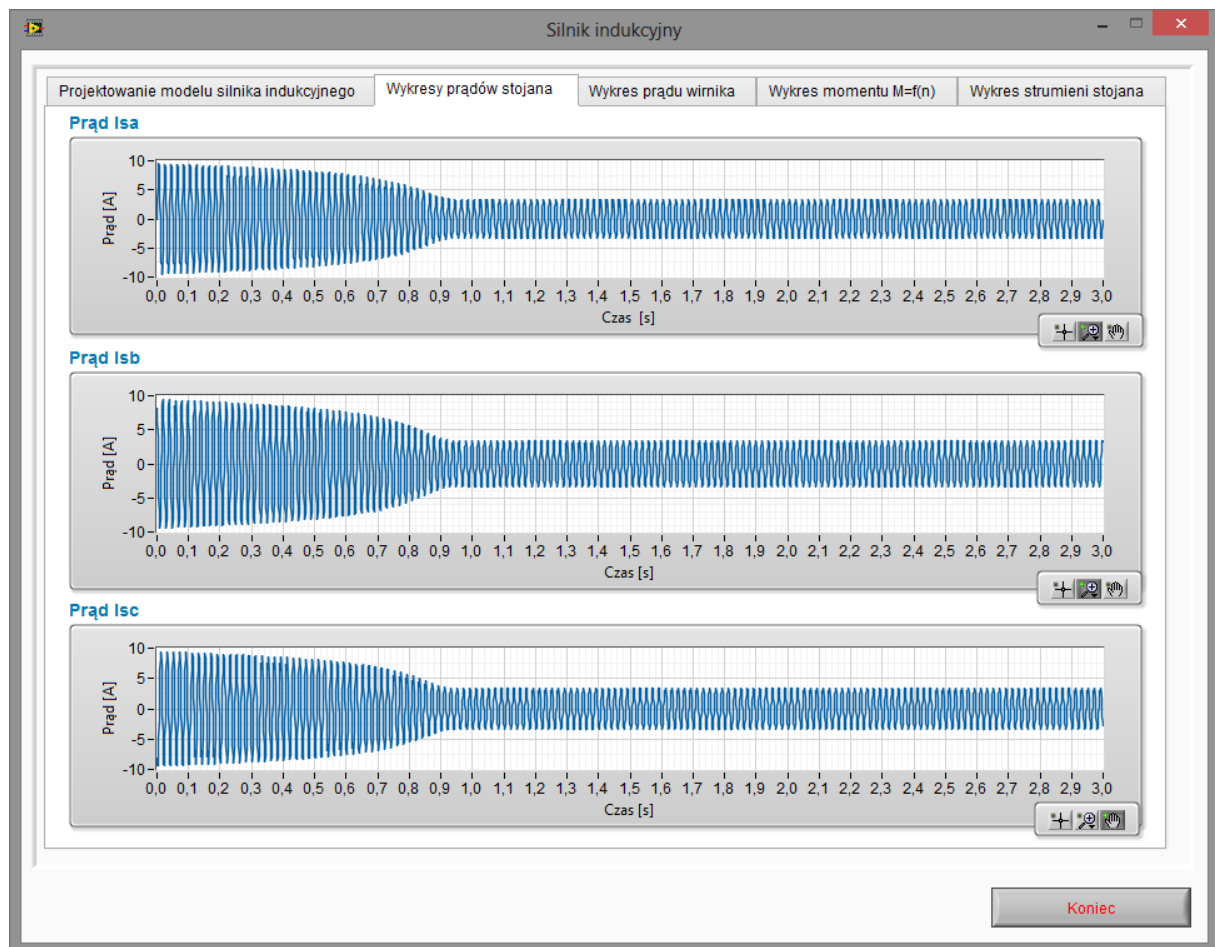 Silnik indukcyjny
Projektowanie modelu silnika indukcyjnego Wykresy prądów stojana Wykres prądu wirnika Wykres momentu M=f(n) Wykres strumieni stojana
Prąd Isa
Prąd [A]
10
5
0
-5
-10
0,0 0,1 0,2 0,3 0,4 0,5 0,6 0,7 0,8 0,9 1,0 1,1 1,2 1,3 1,4 1,5 1,6 1,7 1,8 1,9 2,0 2,1 2,2 2,3 2,4 2,5 2,6 2,7 2,8 2,9 3,0
Czas [s]
Prąd Isb
Prąd [A]
10
5
0
-5
-10
0,0 0,1 0,2 0,3 0,4 0,5 0,6 0,7 0,8 0,9 1,0 1,1 1,2 1,3 1,4 1,5 1,6 1,7 1,8 1,9 2,0 2,1 2,2 2,3 2,4 2,5 2,6 2,7 2,8 2,9 3,0
Czas [s]
Prąd Isc
Prąd [A]
10
5
0
-5
-10
0,0 0,1 0,2 0,3 0,4 0,5 0,6 0,7 0,8 0,9 1,0 1,1 1,2 1,3 1,4 1,5 1,6 1,7 1,8 1,9 2,0 2,1 2,2 2,3 2,4 2,5 2,6 2,7 2,8 2,9 3,0
Czas [s]
Koniec